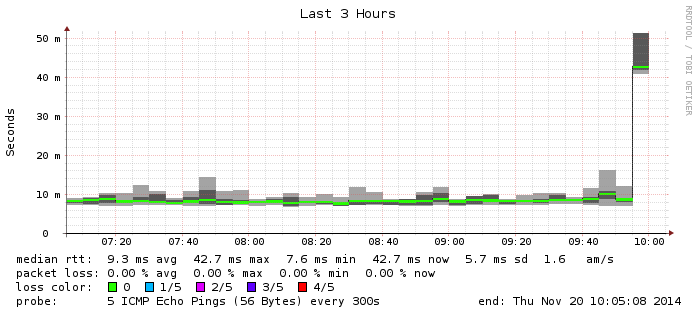 Last 3 Hours
RRDTOOL / TOBI OETIKER
Seconds
50 m
40 m
30 m
20 m
10 m
0
07:20 07:40 08:00 08:20 08:40 09:00 09:20 09:40 10:00
median rtt: 9.3 ms avg 42.7 ms max 7.6 ms min 42.7 ms now 5.7 ms sd 1.6 am/s
packet loss: 0.00 % avg 0.00 % max 0.00 % min 0.00 % now
loss color: 0 1/5 2/5 3/5 4/5
probe: 5 ICMP Echo Pings (56 Bytes) every 300s end: Thu Nov 20 10:05:08 2014